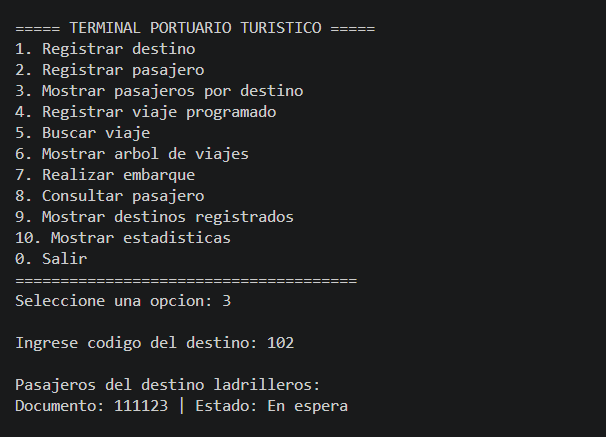 ===== TERMINAL PORTUARIO TURISTICO =====
1. Registrar destino
2. Registrar pasajero
3. Mostrar pasajeros por destino
4. Registrar viaje programado
5. Buscar viaje
6. Mostrar arbol de viajes
7. Realizar embarque
8. Consultar pasajero
9. Mostrar destinos registrados
10. Mostrar estadisticas
0. Salir
======================================
Seleccione una opcion: 3
Ingrese codigo del destino: 102
Pasajeros del destino ladrilleros:
Documento: 111123 | Estado: En espera